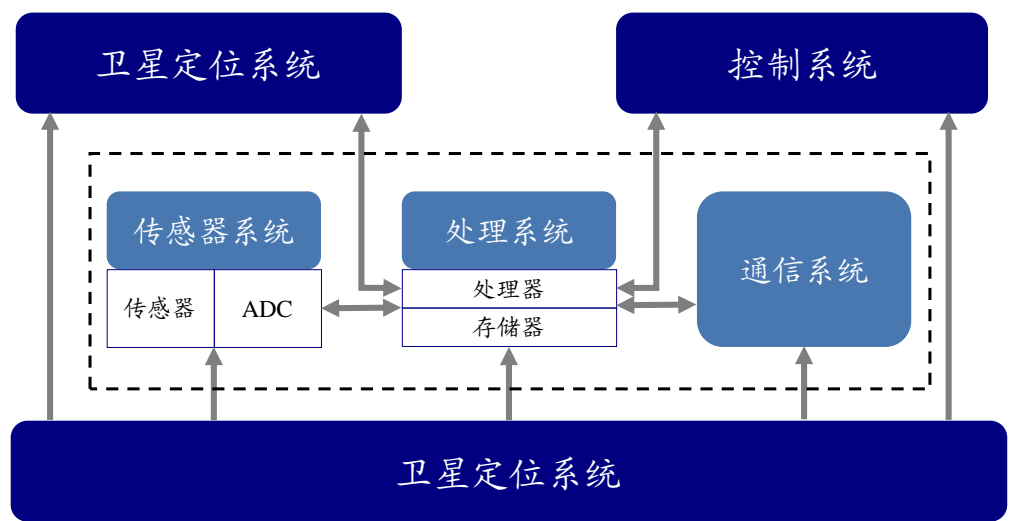 卫星定位系统
控制系统
传感器系统
处理系统
通信系统
传感器
ADC
处理器
存储器
卫星定位系统